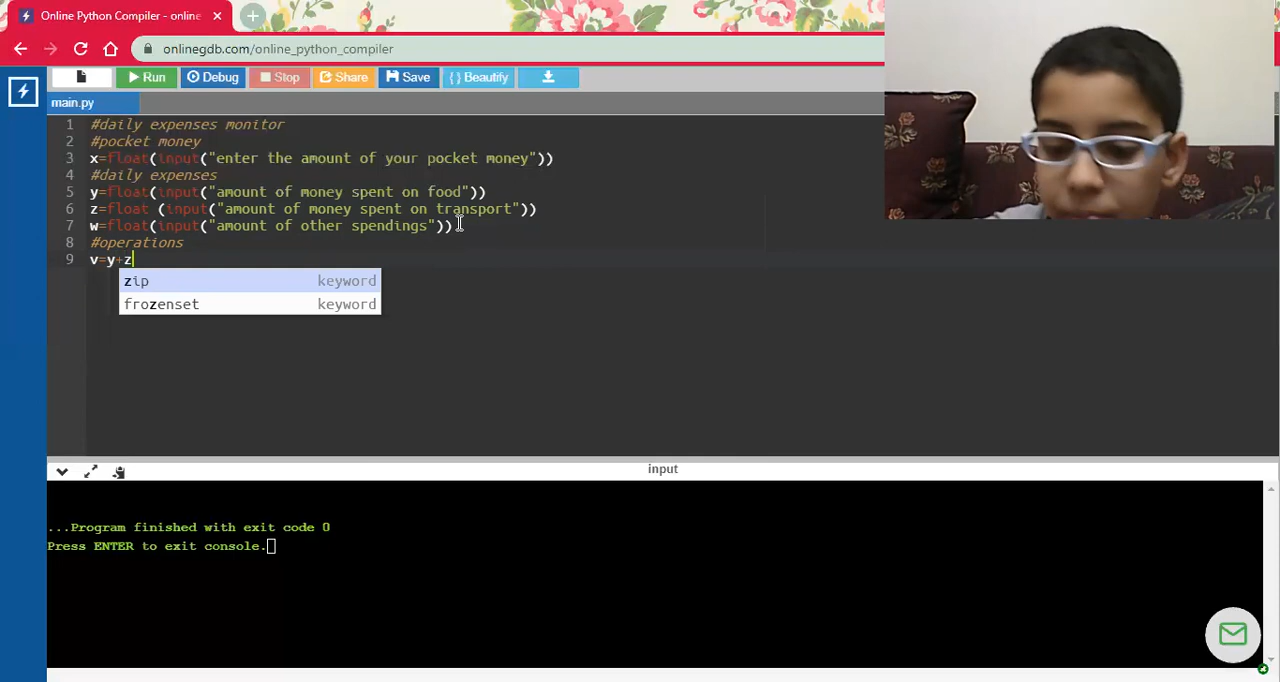 Online Python Compiler - online
onlinegdb.com/online_python_compiler
Run Debug Stop Share Save { } Beautify
main.py
1 #daily expenses monitor
2 #pocket money
3 x=float(input("enter the amount of your pocket money"))
4 #daily expenses
5 y=float(input("amount of money spent on food"))
6 z=float (input("amount of money spent on transport"))
7 w=float(input("amount of other spendings"))
8 #operations
9 v=y+z
zip keyword
frozenset keyword
input
...Program finished with exit code 0
Press ENTER to exit console.